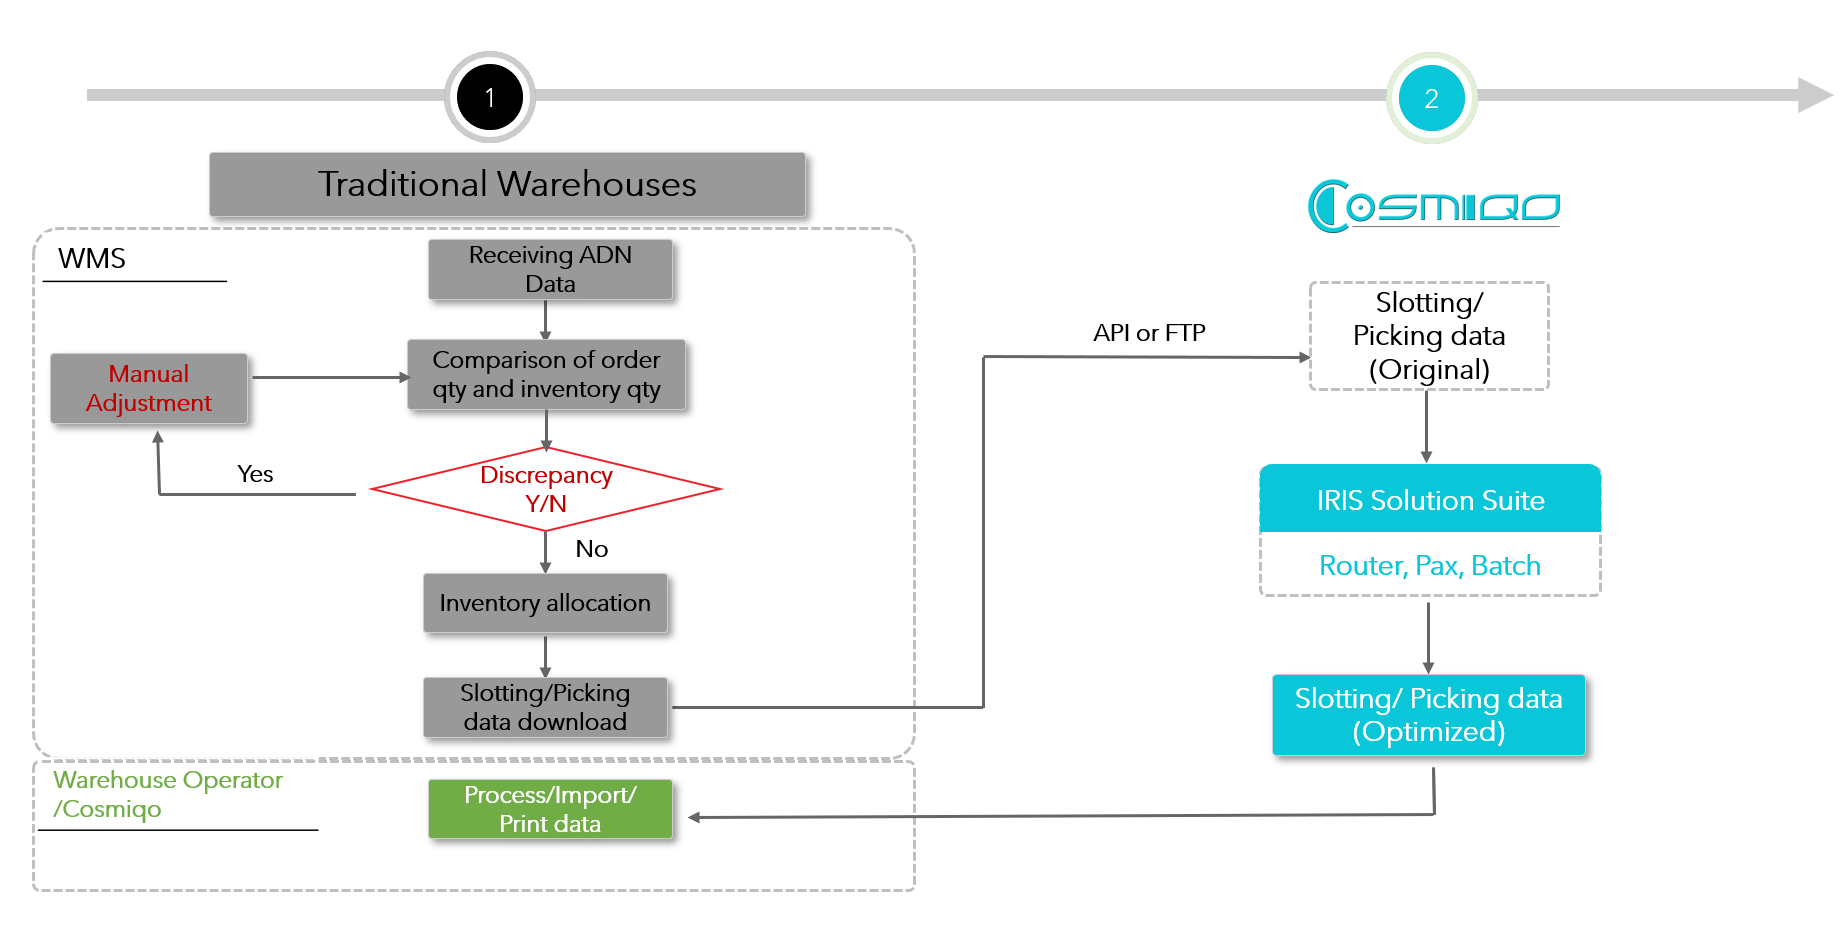 1
2
Traditional Warehouses
COSMIIQO
WMS
Receiving ADN
Data
Comparison of order
qty and inventory qty
Manual
Adjustment
Yes
Discrepancy
Y/N
No
Inventory allocation
Slotting/Picking
data download
API or FTP
Slotting/
Picking data
(Original)
IRIS Solution Suite
Router, Pax, Batch
Slotting/ Picking data
(Optimized)
Warehouse Operator
/Cosmiqo
Process/Import/
Print data